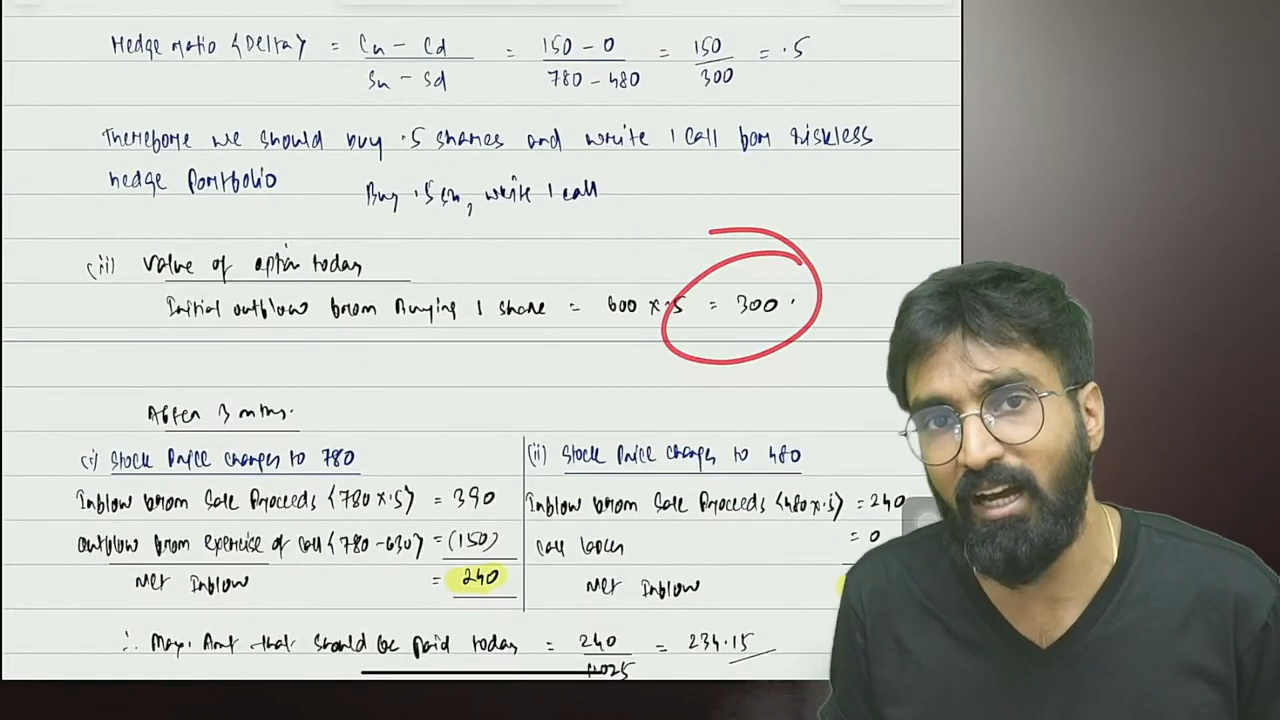 Hedge ratio {Delta} = Cu - Cd / Su - Sd = 150 - 0 / 780 - 480 = 150 / 300 = .5
Therefore we should buy .5 shares and write 1 call for riskless
hedge Portfolio
Buy .5 sh, write 1 call
(iii) Value of option today
Initial outflow from Buying 1 share = 600 x .5 = 300.
After 3 mths.
(i) Stock Price changes to 780
Inflow from Sale Proceeds {780 x .5} = 390
Outflow from exercise of call {780 - 630} = (150)
Net Inflow = 240
(ii) Stock Price changes to 480
Inflow from Sale Proceeds {480 x .5} = 240
Call = 0
Net Inflow
∴ Max. Amt that should be paid today = 240 / 1.025 = 234.15